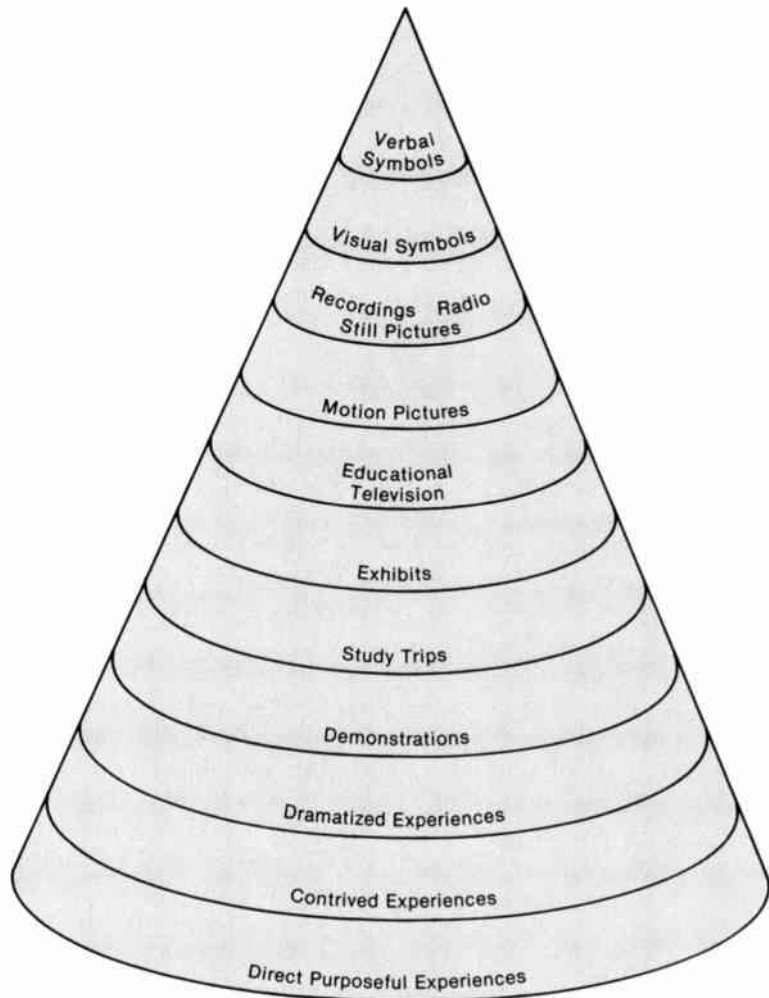 Verbal
Symbols
Visual Symbols
Recordings Radio
Still Pictures
Motion Pictures
Educational
Television
Exhibits
Study Trips
Demonstrations
Dramatized Experiences
Contrived Experiences
Direct Purposeful Experiences